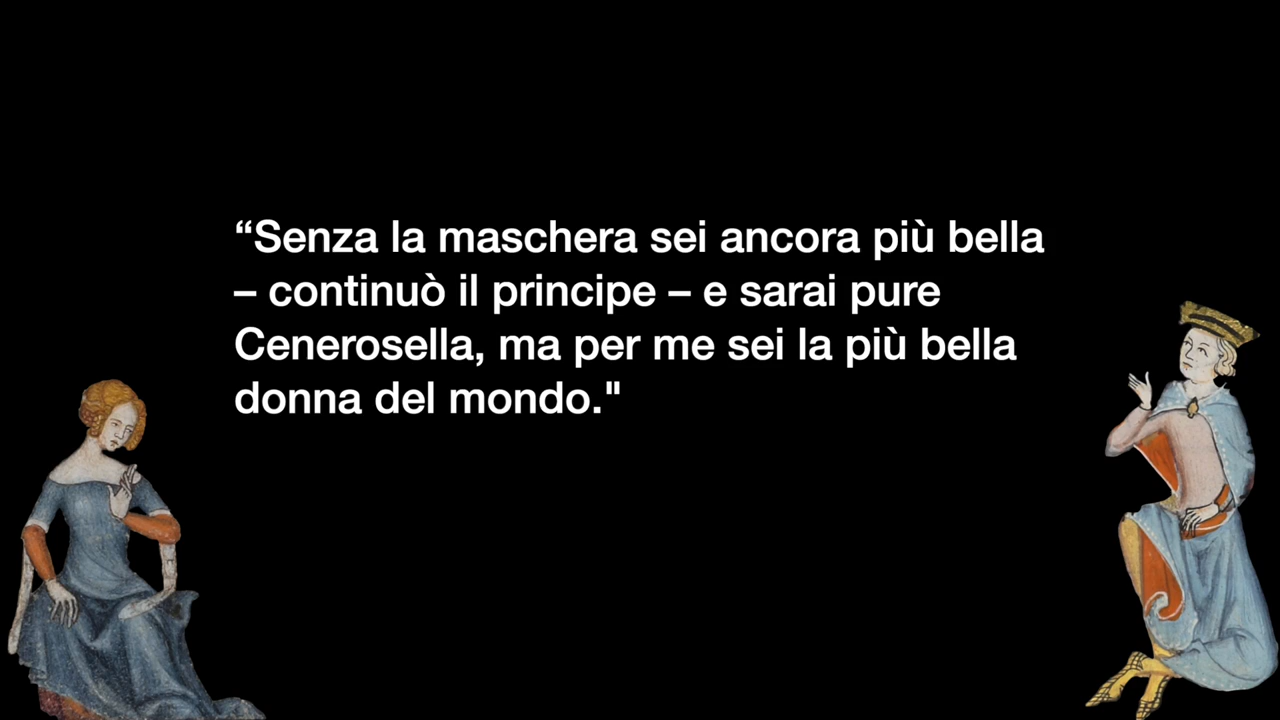 “Senza la maschera sei ancora più bella
– continuò il principe – e sarai pure
Cenerosella, ma per me sei la più bella
donna del mondo."